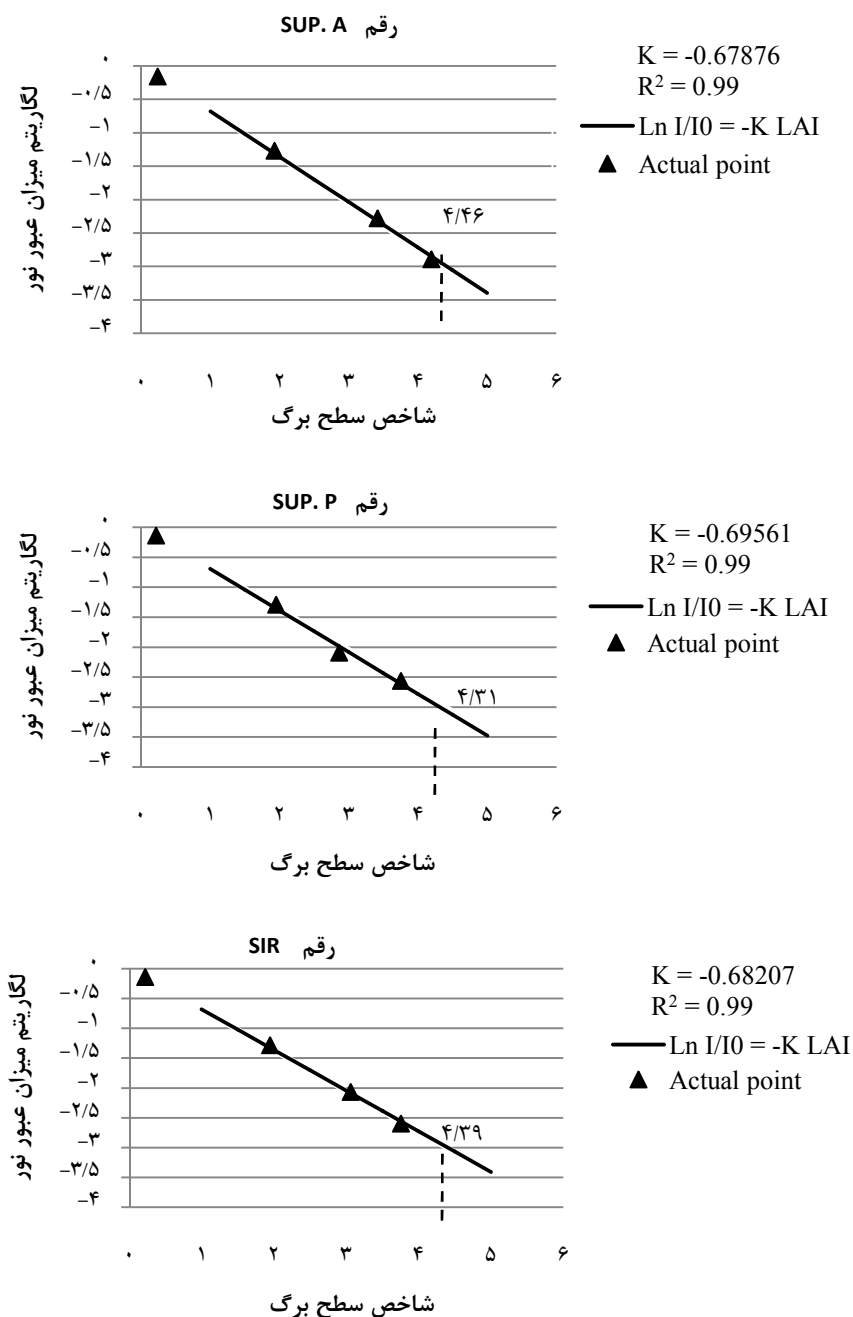 رقم SUP. A
K = -0.67876
R² = 0.99
Ln I/I0 = -K LAI
Actual point
لگاریتم میزان عبور نور
۰
-۰/۵
-۱
-۱/۵
-۲
-۲/۵
-۳
-۳/۵
-۴
۴/۴۶
۰ ۱ ۲ ۳ ۴ ۵ ۶
شاخص سطح برگ
رقم SUP. P
K = -0.69561
R² = 0.99
Ln I/I0 = -K LAI
Actual point
لگاریتم میزان عبور نور
۰
-۰/۵
-۱
-۱/۵
-۲
-۲/۵
-۳
-۳/۵
-۴
۴/۳۱
۰ ۱ ۲ ۳ ۴ ۵ ۶
شاخص سطح برگ
رقم SIR
K = -0.68207
R² = 0.99
Ln I/I0 = -K LAI
Actual point
لگاریتم میزان عبور نور
۰
-۰/۵
-۱
-۱/۵
-۲
-۲/۵
-۳
-۳/۵
-۴
۴/۳۹
۰ ۱ ۲ ۳ ۴ ۵ ۶
شاخص سطح برگ